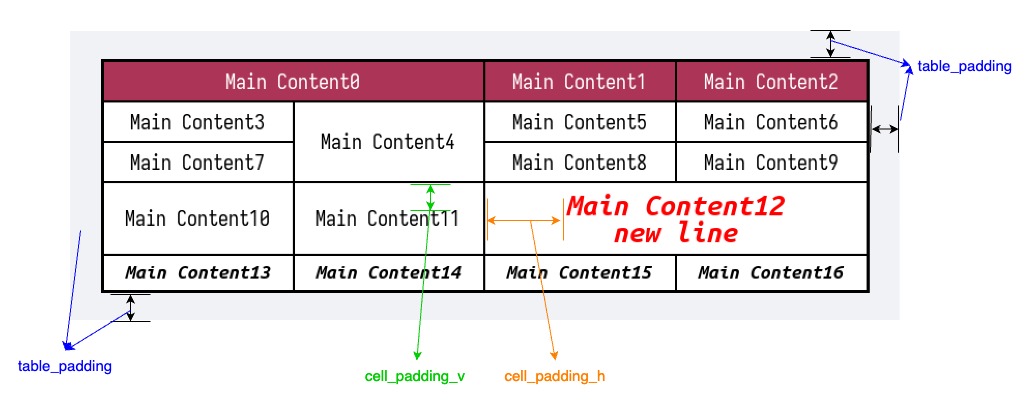 Main Content0
Main Content1
Main Content2
table_padding
Main Content3
Main Content4
Main Content5
Main Content6
Main Content7
Main Content8
Main Content9
Main Content10
Main Content11
Main Content12
new line
Main Content13
Main Content14
Main Content15
Main Content16
table_padding
cell_padding_v
cell_padding_h